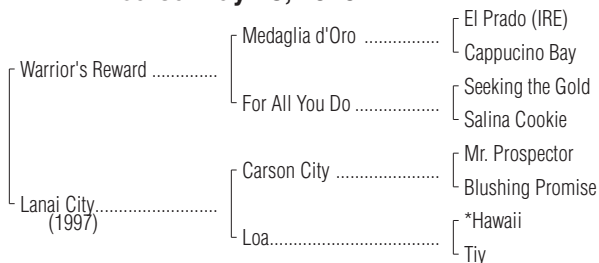 El Prado (IRE)
Medaglia d'Oro ...............
Cappucino Bay
Warrior's Reward .............
Seeking the Gold
For All You Do ..................
Salina Cookie
Mr. Prospector
Carson City ......................
Blushing Promise
Lanai City........................
(1997)
*Hawaii
Loa.....................................
Tiy